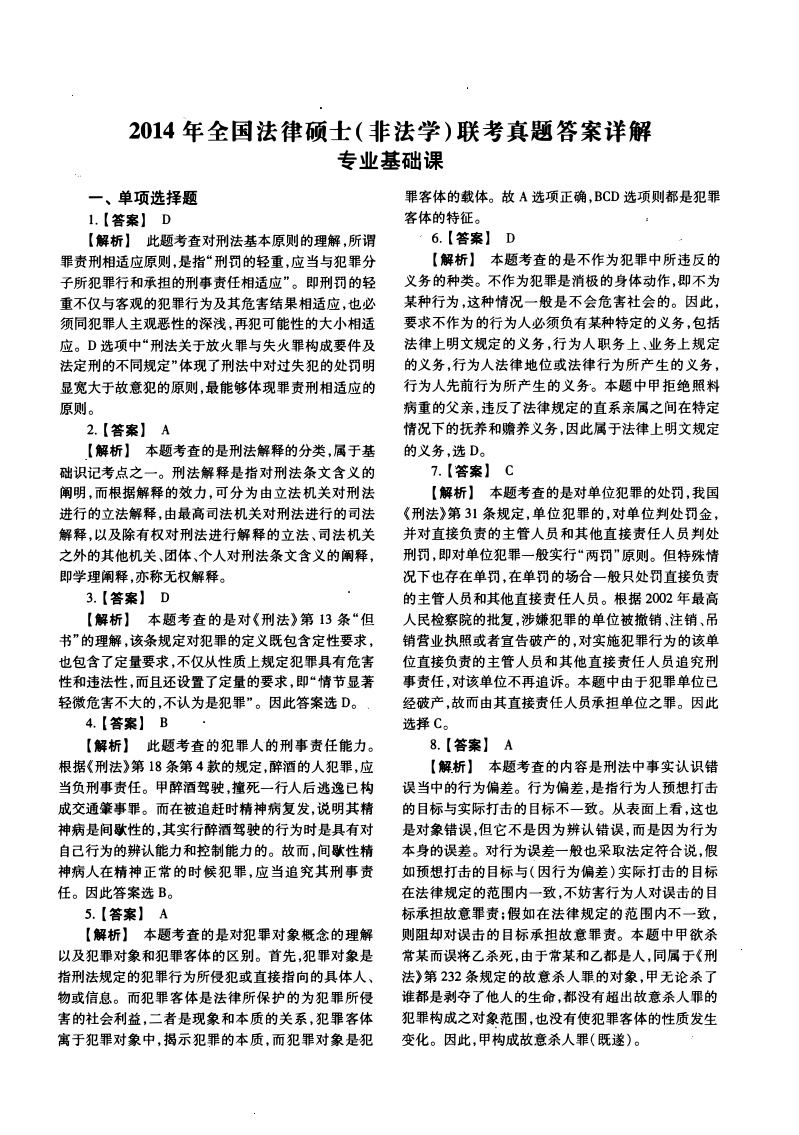 2014 年全国法律硕士(非法学)联考真题答案详解
专业基础课
一、单项选择题
1.【答案】 D
【解析】 此题考查对刑法基本原则的理解,所谓
罪责刑相适应原则,是指“刑罚的轻重,应当与犯罪分
子所犯罪行和承担的刑事责任相适应”。即刑罚的轻
重不仅与客观的犯罪行为及其危害结果相适应,也必
须同犯罪人主观恶性的深浅,再犯可能性的大小相适
应。D 选项中“刑法关于放火罪与失火罪构成要件及
法定刑的不同规定”体现了刑法中对过失犯的处罚明
显宽大于故意犯的原则,最能够体现罪责刑相适应的
原则。
2.【答案】 A
【解析】 本题考查的是刑法解释的分类,属于基
础识记考点之一。刑法解释是指对刑法条文含义的
阐明,而根据解释的效力,可分为由立法机关对刑法
进行的立法解释,由最高司法机关对刑法进行的司法
解释,以及除有权对刑法进行解释的立法、司法机关
之外的其他机关、团体、个人对刑法条文含义的阐释,
即学理阐释,亦称无权解释。
3.【答案】 D
【解析】 本题考查的是对《刑法》第 13 条“但
书”的理解,该条规定对犯罪的定义既包含定性要求,
也包含了定量要求,不仅从性质上规定犯罪具有危害
性和违法性,而且还设置了定量的要求,即“情节显著
轻微危害不大的,不认为是犯罪”。因此答案选 D。
4.【答案】 B
【解析】 此题考查的犯罪人的刑事责任能力。
根据《刑法》第 18 条第 4 款的规定,醉酒的人犯罪,应
当负刑事责任。甲醉酒驾驶,撞死一行人后逃逸已构
成交通肇事罪。而在被追赶时精神病复发,说明其精
神病是间歇性的,其实行醉酒驾驶的行为时是具有对
自己行为的辨认能力和控制能力的。故而,间歇性精
神病人在精神正常的时候犯罪,应当追究其刑事责
任。因此答案选 B。
5.【答案】 A
【解析】 本题考查的是对犯罪对象概念的理解
以及犯罪对象和犯罪客体的区别。首先,犯罪对象是
指刑法规定的犯罪行为所侵犯或直接指向的具体人、
物或信息。而犯罪客体是法律所保护的为犯罪所侵
害的社会利益,二者是现象和本质的关系,犯罪客体
寓于犯罪对象中,揭示犯罪的本质,而犯罪对象是犯
罪客体的载体。故 A 选项正确,BCD 选项则都是犯罪
客体的特征。
6.【答案】 D
【解析】 本题考查的是不作为犯罪中所违反的
义务的种类。不作为犯罪是消极的身体动作,即不为
某种行为,这种情况一般是不会危害社会的。因此,
要求不作为的行为人必须负有某种特定的义务,包括
法律上明文规定的义务,行为人职务上、业务上规定
的义务,行为人法律地位或法律行为所产生的义务,
行为人先前行为所产生的义务。本题中甲拒绝照料
病重的父亲,违反了法律规定的直系亲属之间在特定
情况下的抚养和赡养义务,因此属于法律上明文规定
的义务,选 D。
7.【答案】 C
【解析】 本题考查的是对单位犯罪的处罚,我国
《刑法》第 31 条规定,单位犯罪的,对单位判处罚金,
并对直接负责的主管人员和其他直接责任人员判处
刑罚,即对单位犯罪一般实行“两罚”原则。但特殊情
况下也存在单罚,在单罚的场合一般只处罚直接负责
的主管人员和其他直接责任人员。根据 2002 年最高
人民检察院的批复,涉嫌犯罪的单位被撤销、注销、吊
销营业执照或者宣告破产的,对实施犯罪行为的该单
位直接负责的主管人员和其他直接责任人员追究刑
事责任,对该单位不再追诉。本题中由于犯罪单位已
经破产,故而由其直接责任人员承担单位之罪。因此
选择 C。
8.【答案】 A
【解析】 本题考查的内容是刑法中事实认识错
误当中的行为偏差。行为偏差,是指行为人预想打击
的目标与实际打击的目标不一致。从表面上看,这也
是对象错误,但它不是因为辨认错误,而是因为行为
本身的误差。对行为误差一般也采取法定符合说,假
如预想打击的目标与(因行为偏差)实际打击的目标
在法律规定的范围内一致,不妨害行为人对误击的目
标承担故意罪责;假如在法律规定的范围内不一致,
则阻却对误击的目标承担故意罪责。本题中甲欲杀
常某而误将乙杀死,由于常某和乙都是人,同属于《刑
法》第 232 条规定的故意杀人罪的对象,甲无论杀了
谁都是剥夺了他人的生命,都没有超出故意杀人罪的
犯罪构成之对象范围,也没有使犯罪客体的性质发生
变化。因此,甲构成故意杀人罪(既遂)。